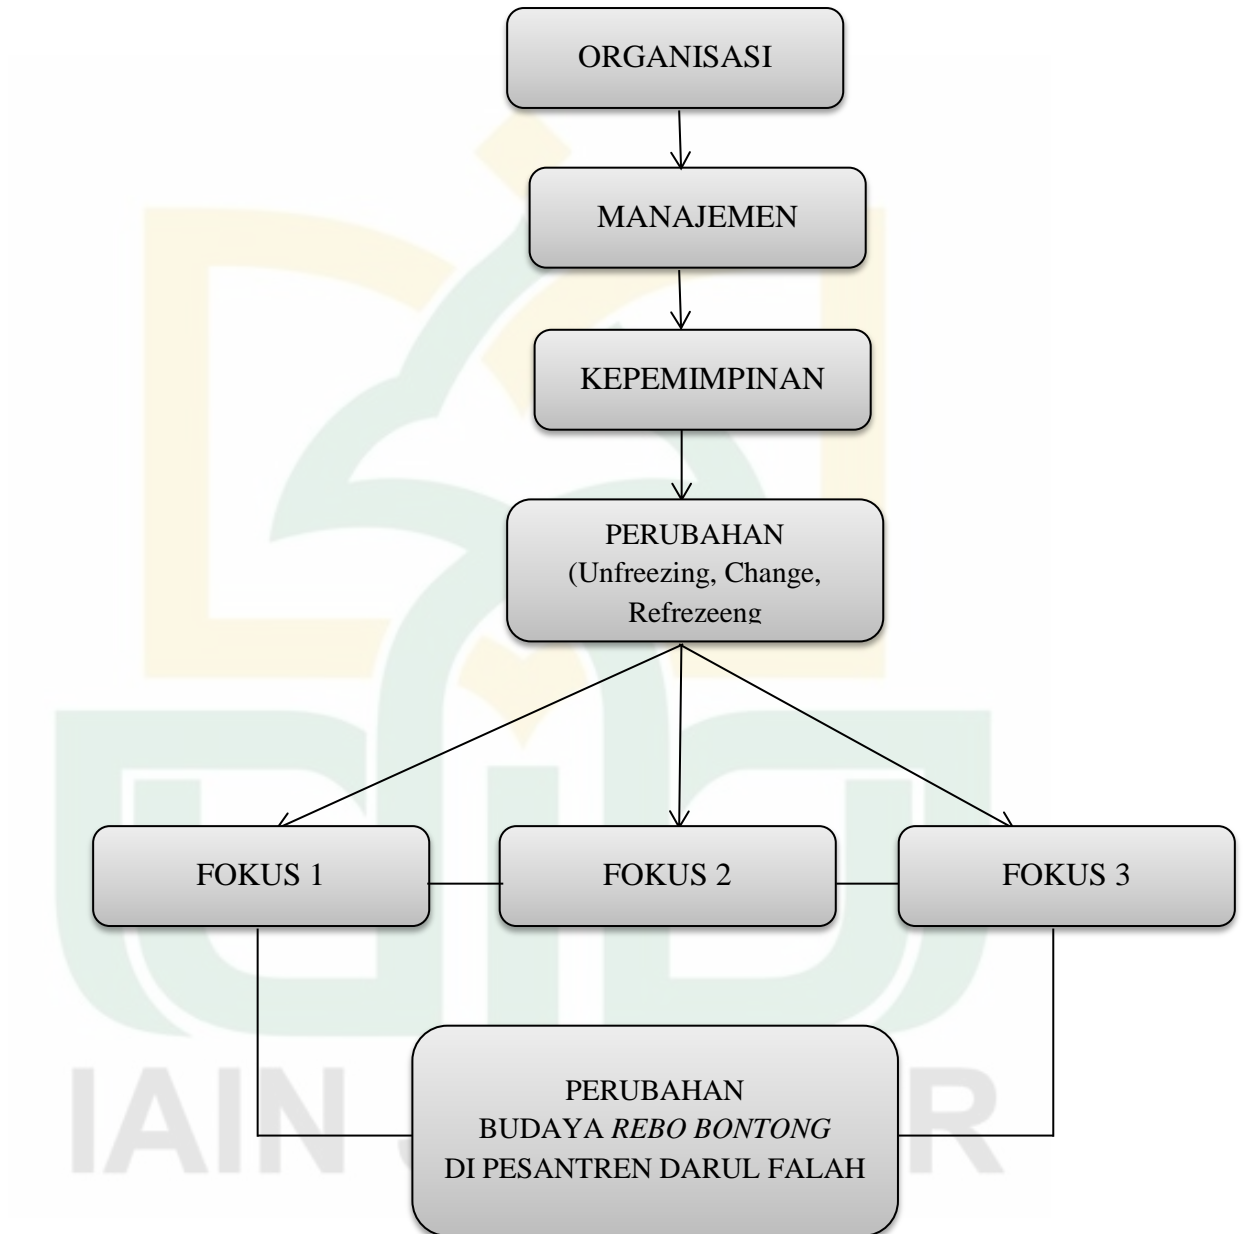 ORGANISASI
MANAJEMEN
KEPEMIMPINAN
PERUBAHAN
(Unfreezing, Change,
Refrezeeng
FOKUS 1
FOKUS 2
FOKUS 3
PERUBAHAN
BUDAYA REBO BONTONG
DI PESANTREN DARUL FALAH
IAIN J R